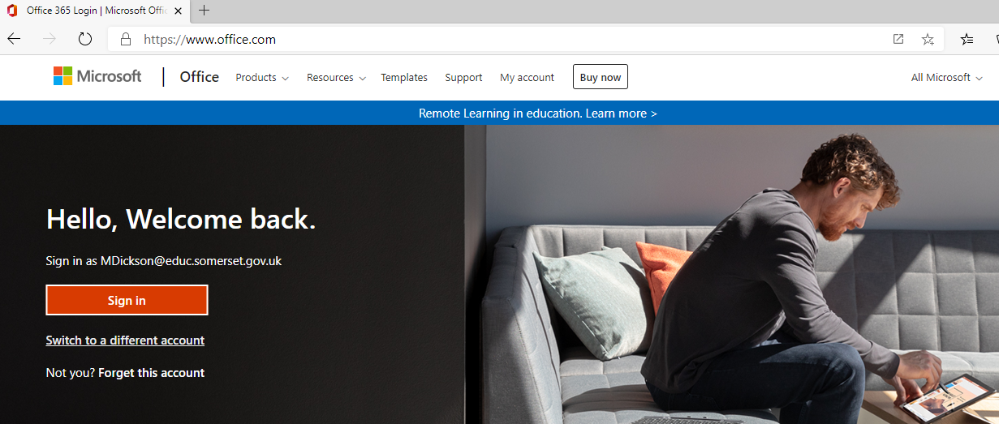 Office 365 Login | Microsoft Offic
https://www.office.com
Microsoft | Office Products Resources Templates Support My account Buy now All Microsoft
Remote Learning in education. Learn more >
Hello, Welcome back.
Sign in as MDickson@educ.somerset.gov.uk
Sign in
Switch to a different account
Not you? Forget this account